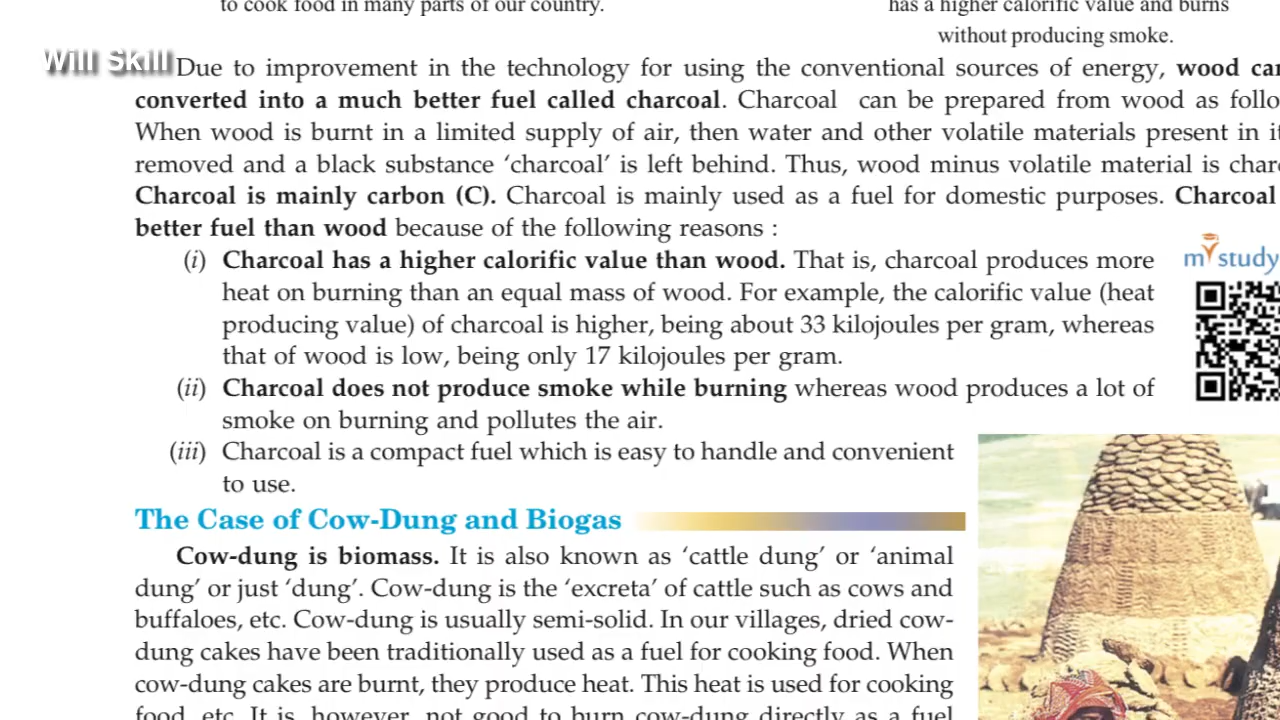 to cook food in many parts of our country.
has a higher calorific value and burns
without producing smoke.
Will Skill
Due to improvement in the technology for using the conventional sources of energy, wood can
converted into a much better fuel called charcoal. Charcoal can be prepared from wood as follo
When wood is burnt in a limited supply of air, then water and other volatile materials present in it
removed and a black substance ‘charcoal’ is left behind. Thus, wood minus volatile material is char
Charcoal is mainly carbon (C). Charcoal is mainly used as a fuel for domestic purposes. Charcoal
better fuel than wood because of the following reasons :
(i) Charcoal has a higher calorific value than wood. That is, charcoal produces more
heat on burning than an equal mass of wood. For example, the calorific value (heat
producing value) of charcoal is higher, being about 33 kilojoules per gram, whereas
that of wood is low, being only 17 kilojoules per gram.
(ii) Charcoal does not produce smoke while burning whereas wood produces a lot of
smoke on burning and pollutes the air.
(iii) Charcoal is a compact fuel which is easy to handle and convenient
to use.
my study
The Case of Cow-Dung and Biogas
Cow-dung is biomass. It is also known as ‘cattle dung’ or ‘animal
dung’ or just ‘dung’. Cow-dung is the ‘excreta’ of cattle such as cows and
buffaloes, etc. Cow-dung is usually semi-solid. In our villages, dried cow-
dung cakes have been traditionally used as a fuel for cooking food. When
cow-dung cakes are burnt, they produce heat. This heat is used for cooking
food, etc. It is, however, not good to burn cow-dung directly as a fuel